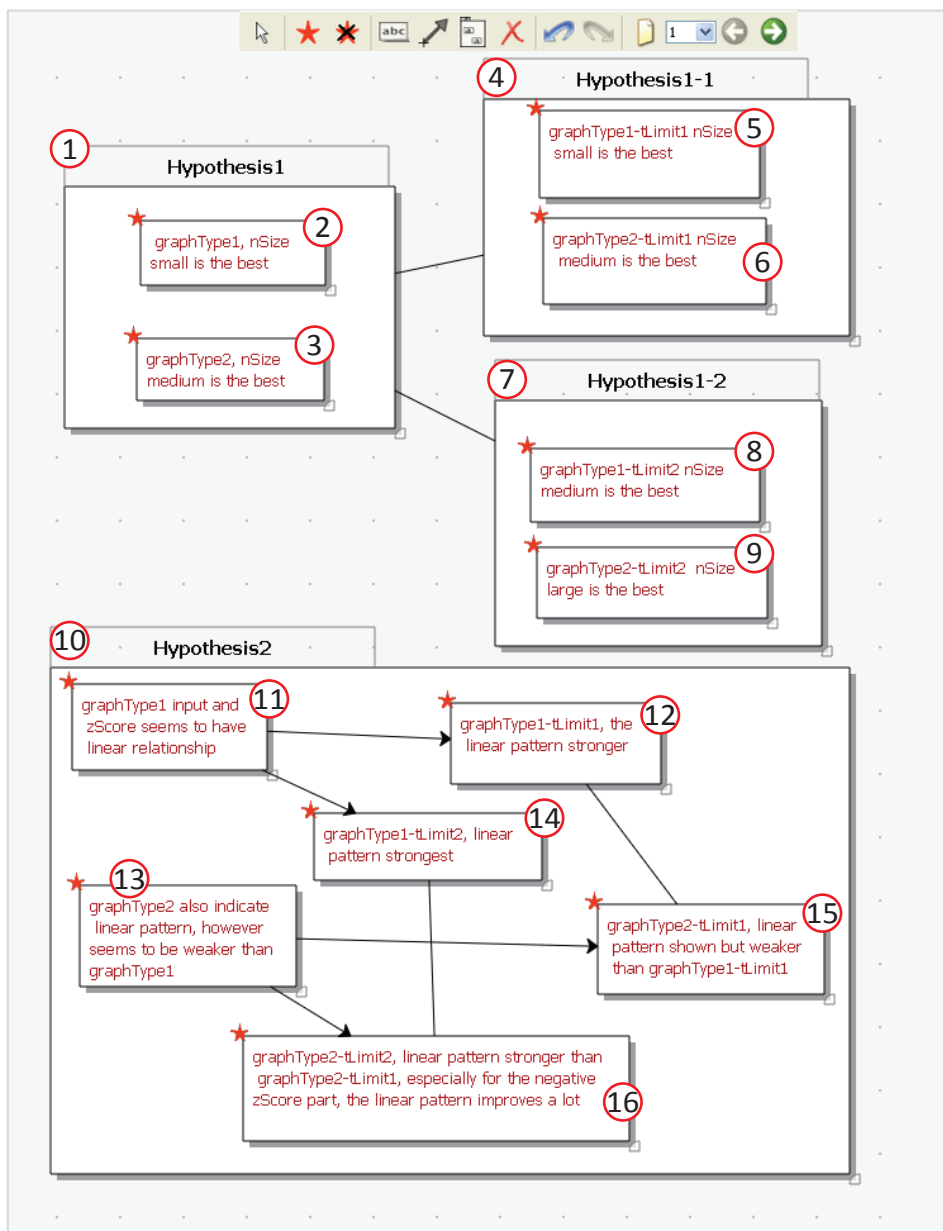 abc
1
4
Hypothesis1-1
graphType1-tLimit1 nSize
small is the best
5
graphType2-tLimit1 nSize
medium is the best
6
1
Hypothesis1
graphType1, nSize
small is the best
2
graphType2, nSize
medium is the best
3
7
Hypothesis1-2
graphType1-tLimit2 nSize
medium is the best
8
graphType2-tLimit2 nSize
large is the best
9
10
Hypothesis2
graphType1 input and
zScore seems to have
linear relationship
11
graphType1-tLimit1, the
linear pattern stronger
12
graphType1-tLimit2, linear
pattern strongest
14
13
graphType2 also indicate
linear pattern, however
seems to be weaker than
graphType1
graphType2-tLimit1, linear
pattern shown but weaker
than graphType1-tLimit1
15
graphType2-tLimit2, linear pattern stronger than
graphType2-tLimit1, especially for the negative
zScore part, the linear pattern improves a lot
16